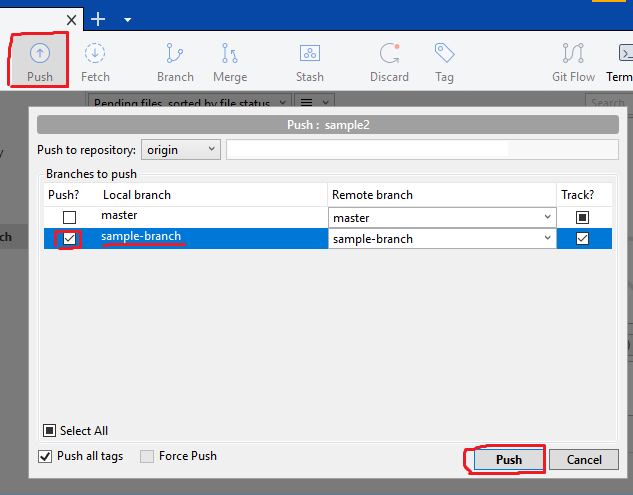 Push Fetch Branch Merge Stash Discard Tag Git Flow Term
Pending files, sorted by file status Search
Push : sample2
Push to repository: origin
Branches to push
Push? Local branch Remote branch Track?
master master
sample-branch sample-branch
Select All
Push all tags Force Push Push Cancel